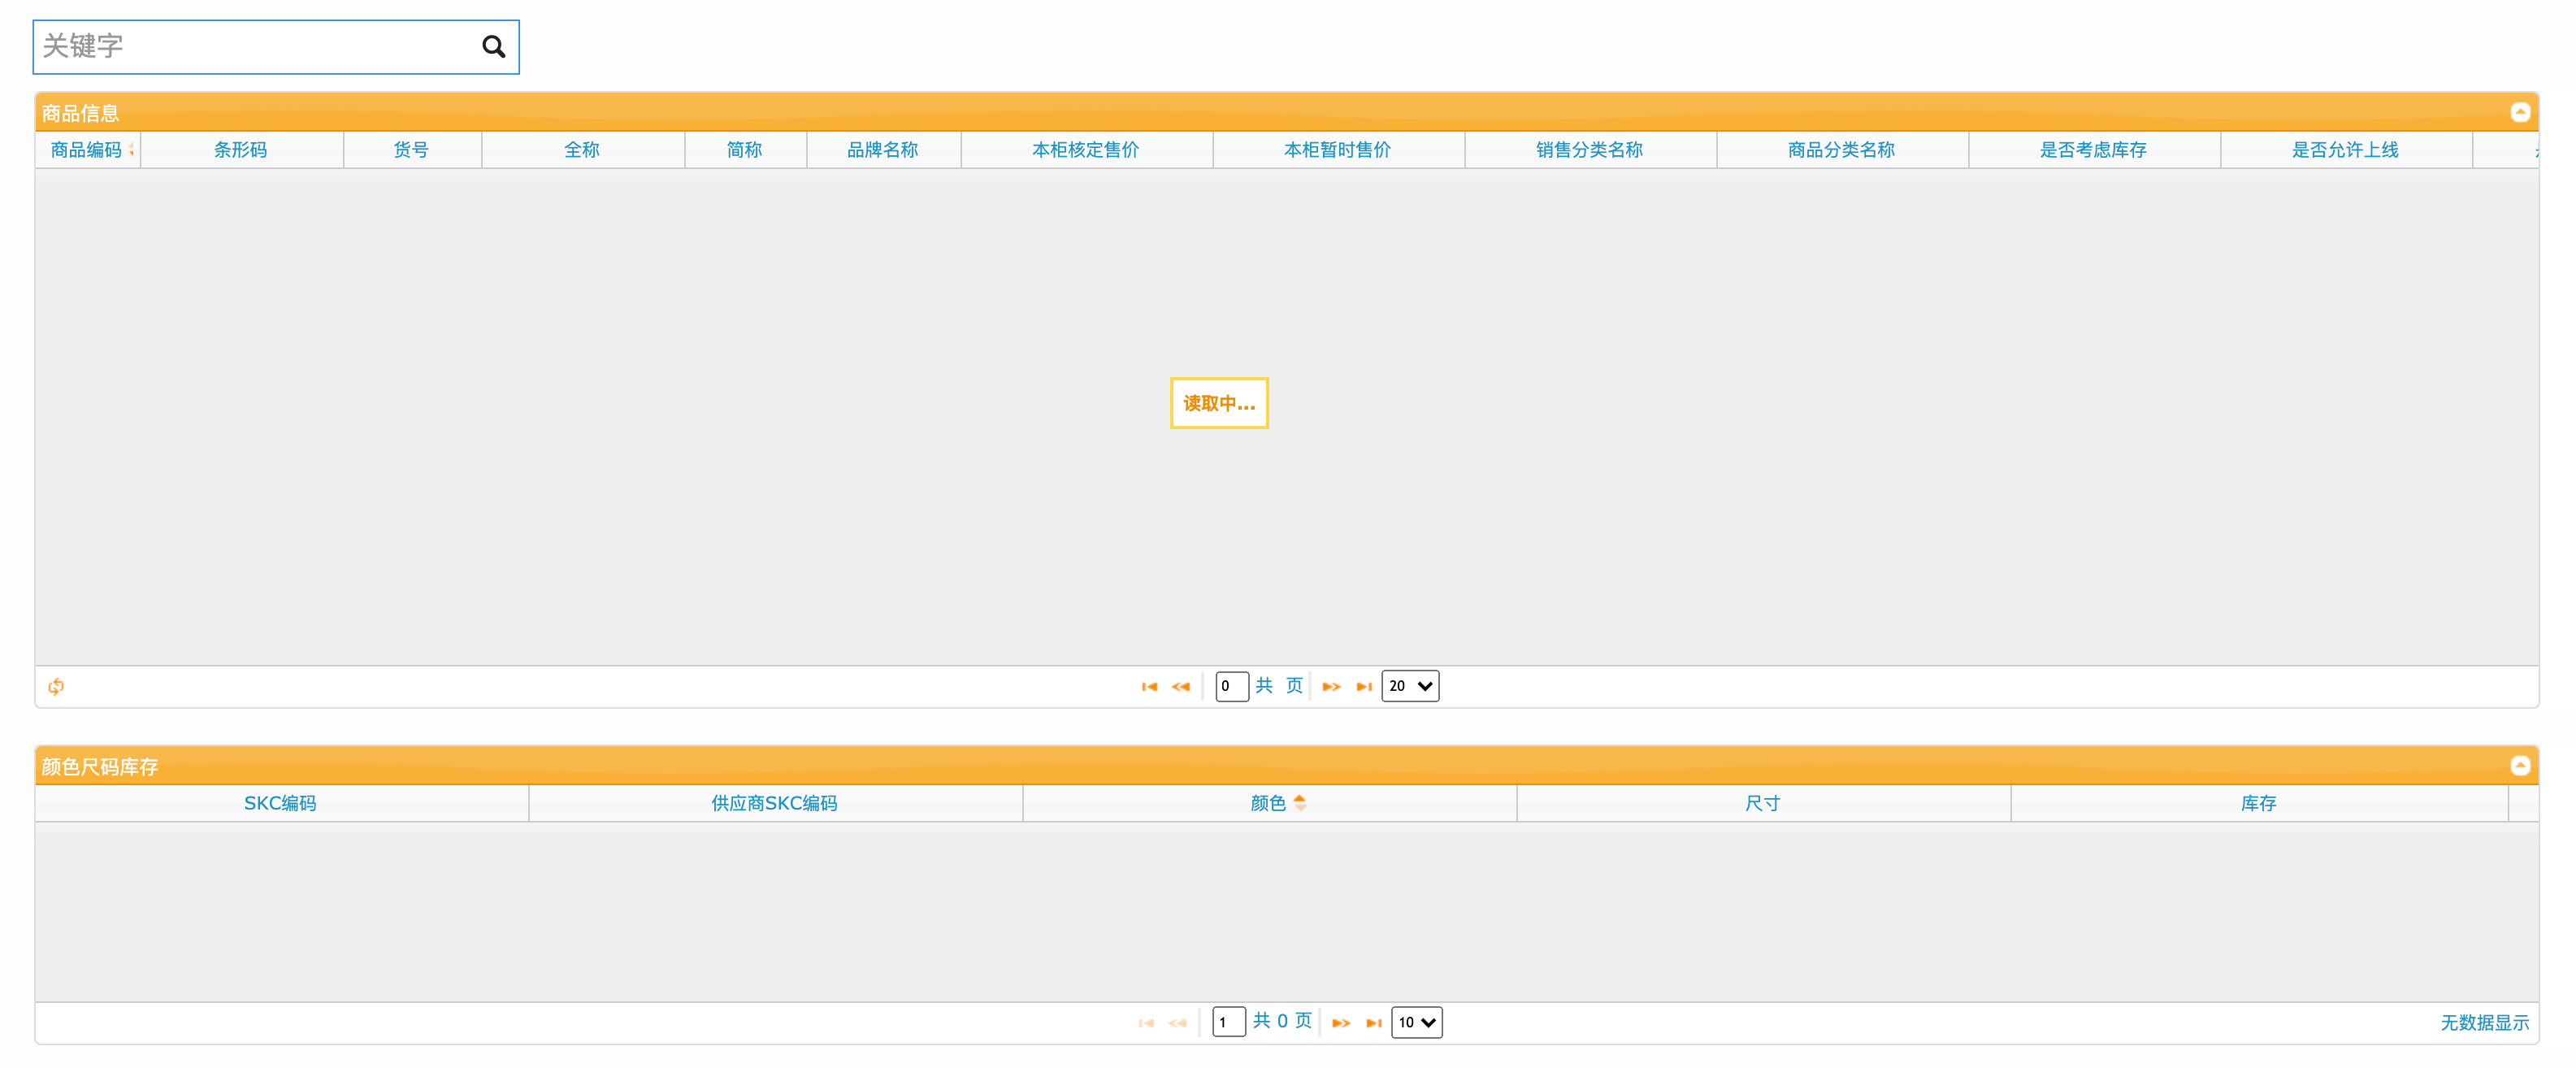 关键字
商品信息
商品编码 条形码 货号 全称 简称 品牌名称 本柜核定售价 本柜暂时售价 销售分类名称 商品分类名称 是否考虑库存 是否允许上线
读取中...
0 共 页 20
颜色尺码库存
SKC编码 供应商SKC编码 颜色 尺寸 库存
1 共 0 页 10 无数据显示